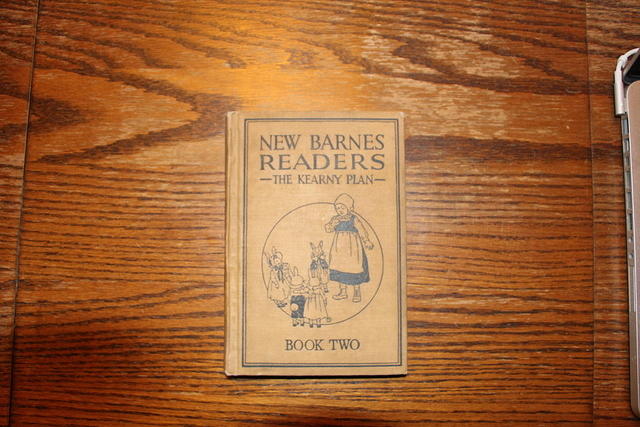 NEW BARNES
READERS
—THE KEARNY PLAN—
BOOK TWO